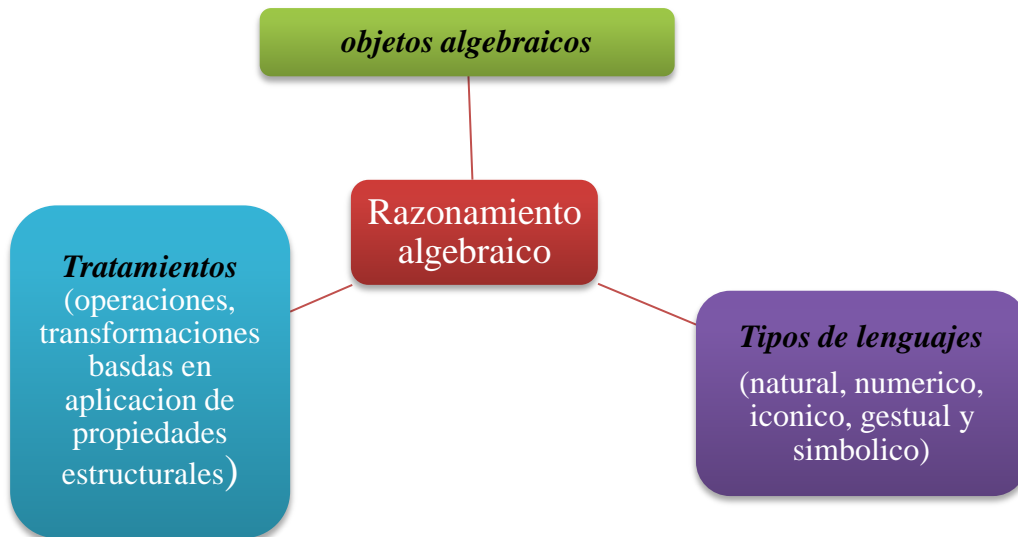 objetos algebraicos
Razonamiento
algebraico
Tratamientos
(operaciones,
transformaciones
basdas en
aplicacion de
propiedades
estructurales)
Tipos de lenguajes
(natural, numerico,
iconico, gestual y
simbolico)